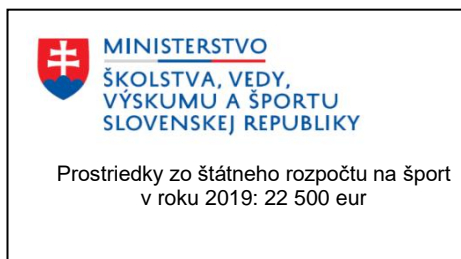 MINISTERSTVO
ŠKOLSTVA, VEDY,
VÝSKUMU A ŠPORTU
SLOVENSKEJ REPUBLIKY
Prostriedky zo štátneho rozpočtu na šport
v roku 2019: 22 500 eur